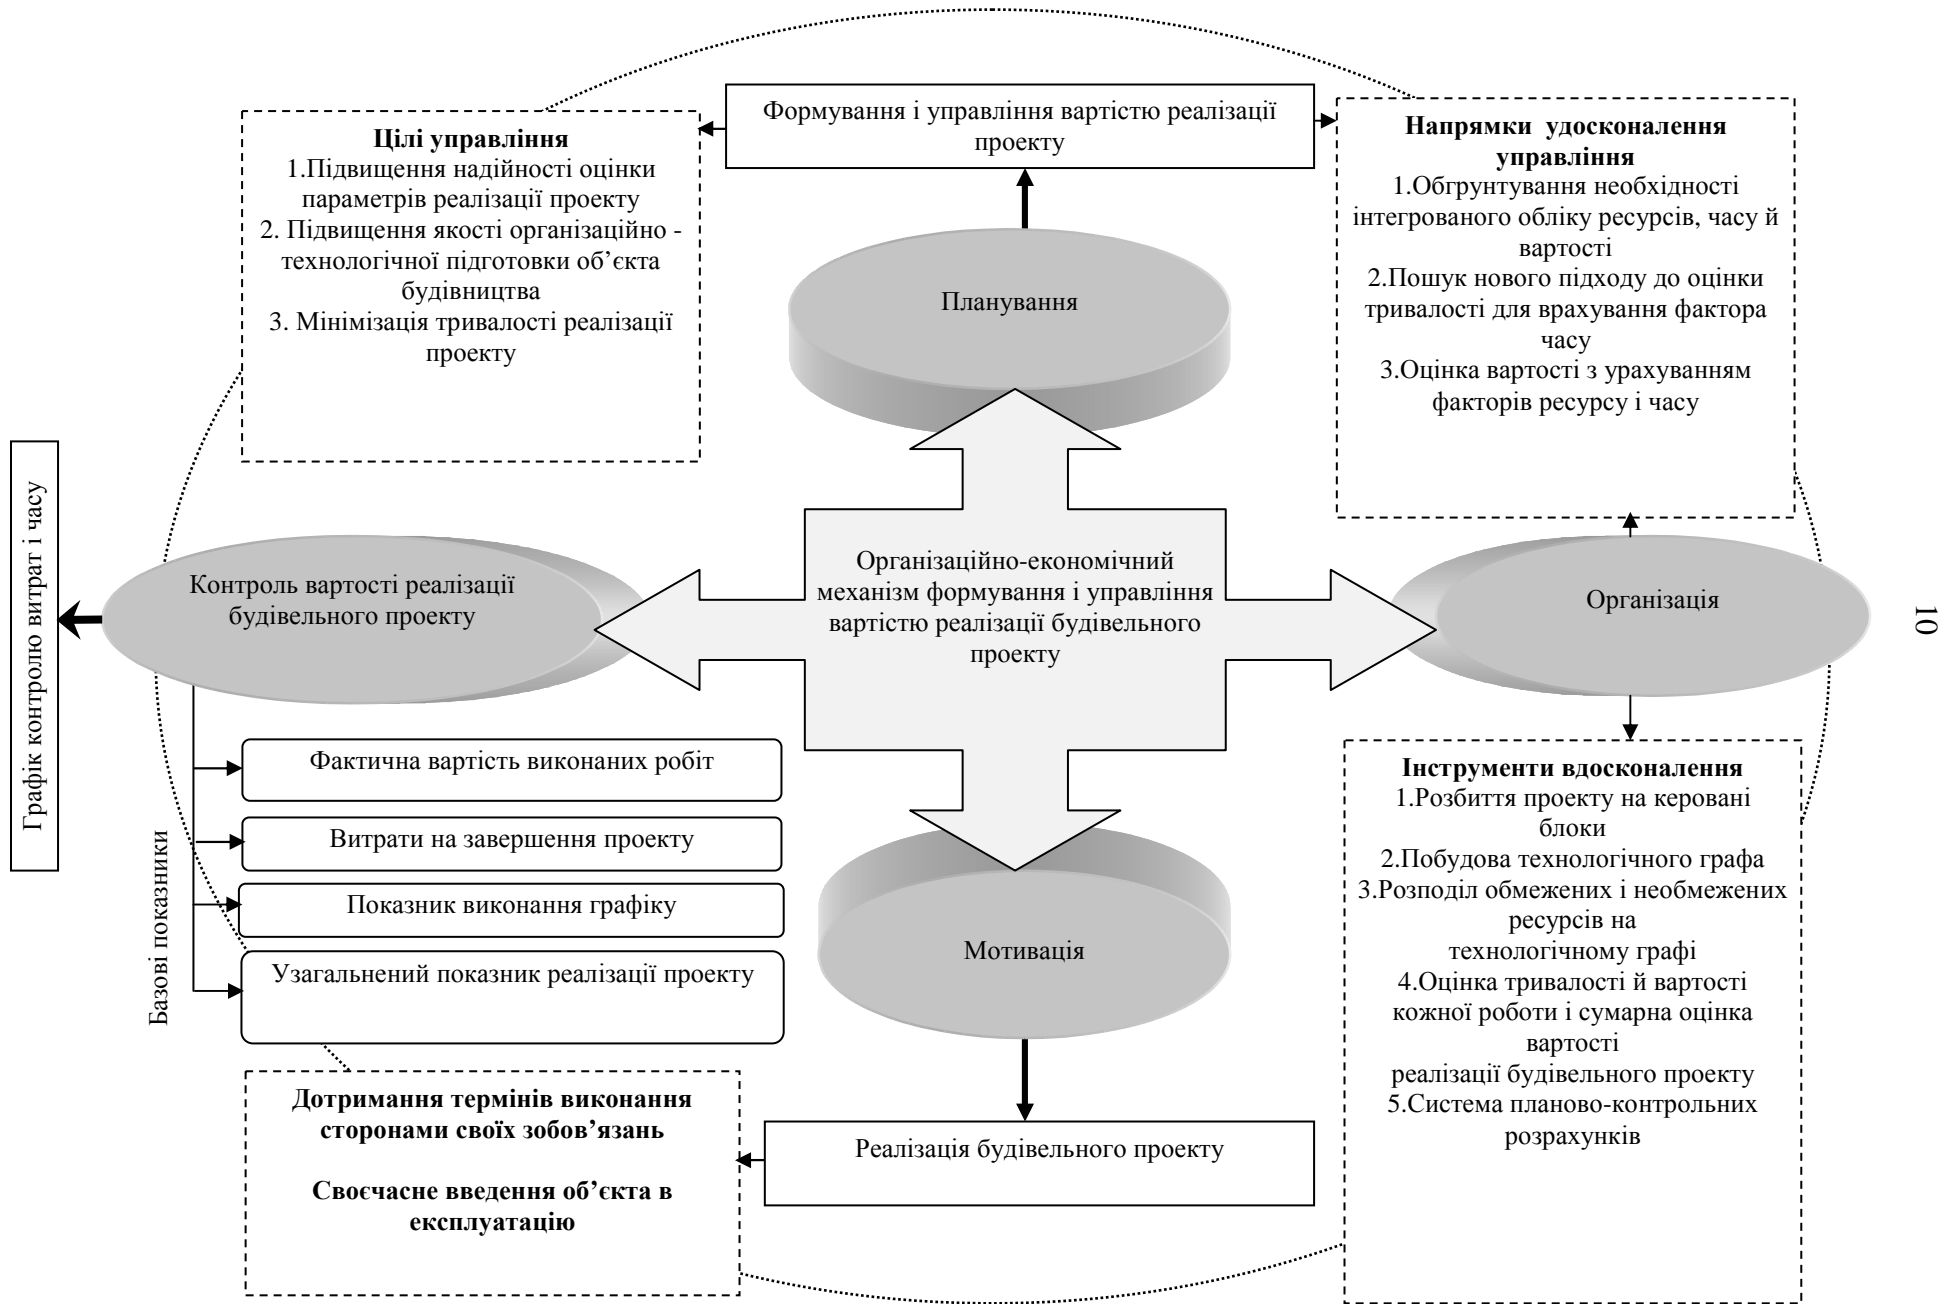 Формування і управління вартістю реалізації
проекту
Цілі управління
1.Підвищення надійності оцінки
параметрів реалізації проекту
2. Підвищення якості організаційно -
технологічної підготовки об’єкта
будівництва
3. Мінімізація тривалості реалізації
проекту
Напрямки  удосконалення
управління
1.Обгрунтування необхідності
інтегрованого обліку ресурсів, часу й
вартості
2.Пошук нового підходу до оцінки
тривалості для врахування фактора
часу
3.Оцінка вартості з урахуванням
факторів ресурсу і часу
Планування
Графік контролю витрат і часу
Контроль вартості реалізації
будівельного проекту
Організаційно-економічний
механізм формування і управління
вартістю реалізації будівельного
проекту
Організація
10
Базові показники
Фактична вартість виконаних робіт
Витрати на завершення проекту
Показник виконання графіку
Узагальнений показник реалізації проекту
Мотивація
Інструменти вдосконалення
1.Розбиття проекту на керовані
блоки
2.Побудова технологічного графа
3.Розподіл обмежених і необмежених
ресурсів на
технологічному графі
4.Оцінка тривалості й вартості
кожної роботи і сумарна оцінка
вартості
реалізації будівельного проекту
5.Система планово-контрольних
розрахунків
Дотримання термінів виконання
сторонами своїх зобов’язань
Своєчасне введення об’єкта в
експлуатацію
Реалізація будівельного проекту